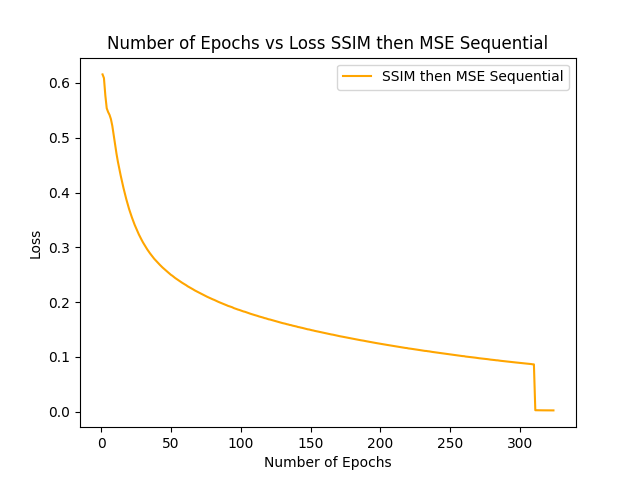 Number of Epochs vs Loss SSIM then MSE Sequential
SSIM then MSE Sequential
0.6
0.5
0.4
0.3
0.2
0.1
0.0
Loss
0 50 100 150 200 250 300
Number of Epochs